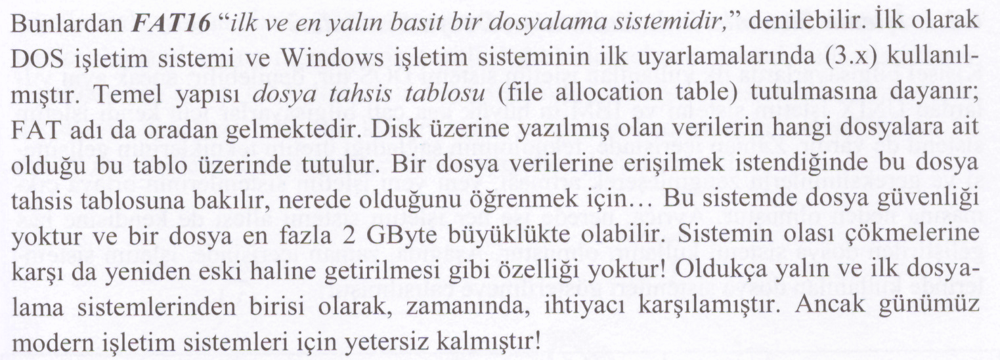 Bunlardan FAT16 “ilk ve en yalın basit bir dosyalama sistemidir,” denilebilir. İlk olarak
DOS işletim sistemi ve Windows işletim sisteminin ilk uyarlamalarında (3.x) kullanıl-
mıştır. Temel yapısı dosya tahsis tablosu (file allocation table) tutulmasına dayanır;
FAT adı da oradan gelmektedir. Disk üzerine yazılmış olan verilerin hangi dosyalara ait
olduğu bu tablo üzerinde tutulur. Bir dosya verilerine erişilmek istendiğinde bu dosya
tahsis tablosuna bakılır, nerede olduğunu öğrenmek için… Bu sistemde dosya güvenliği
yoktur ve bir dosya en fazla 2 GByte büyüklükte olabilir. Sistemin olası çökmelerine
karşı da yeniden eski haline getirilmesi gibi özelliği yoktur! Oldukça yalın ve ilk dosya-
lama sistemlerinden birisi olarak, zamanında, ihtiyacı karşılamıştır. Ancak günümüz
modern işletim sistemleri için yetersiz kalmıştır!